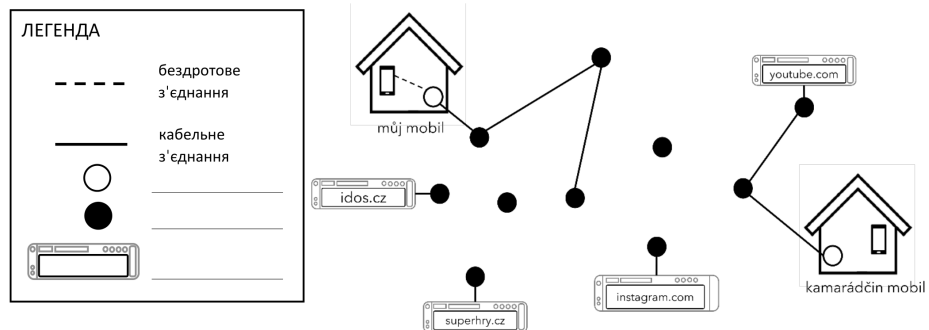 ЛЕГЕНДА
бездротове
з'єднання
кабельне
з'єднання
můj mobil
youtube.com
idos.cz
instagram.com
kamarádčin mobil
superhry.cz